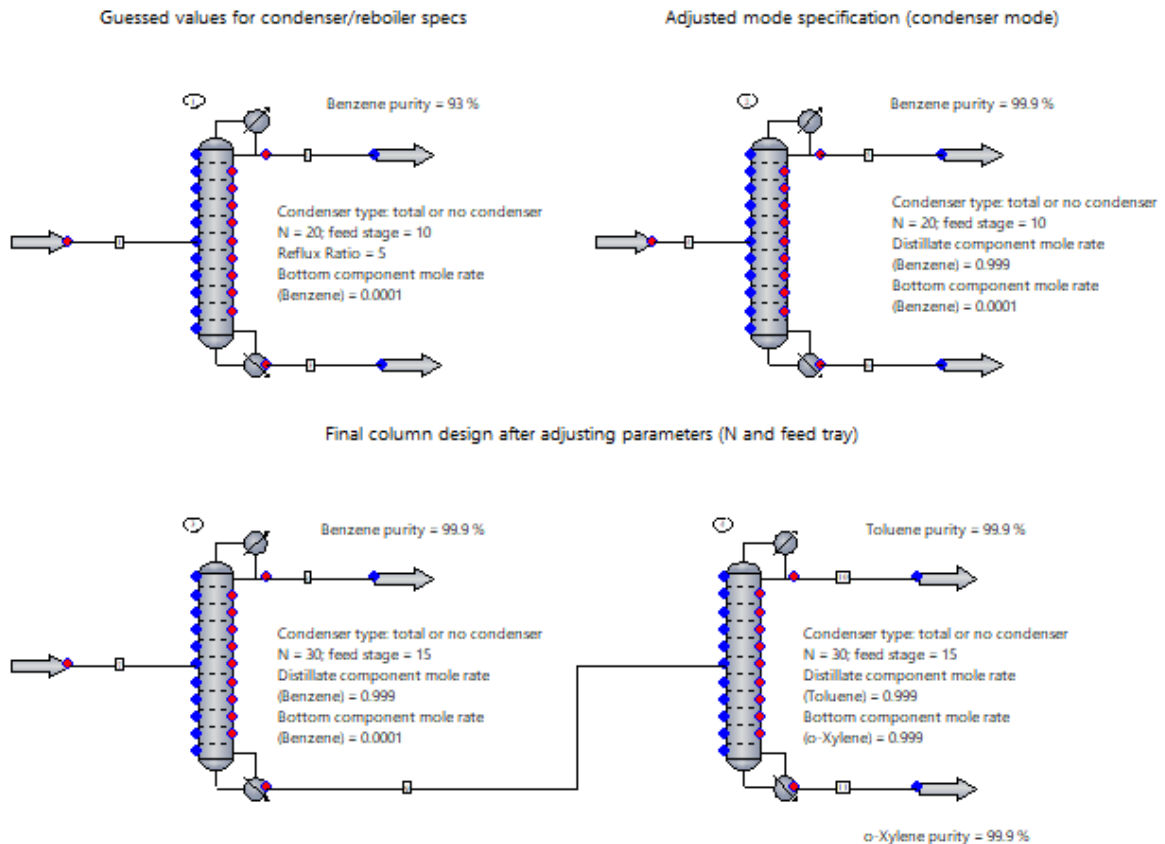 Guessed values for condenser/reboiler specs
Adjusted mode specification (condenser mode)
Benzene purity = 93 %
Condenser type: total or no condenser
N = 20; feed stage = 10
Reflux Ratio = 5
Bottom component mole rate
(Benzene) = 0.0001
Benzene purity = 99.9 %
Condenser type: total or no condenser
N = 20; feed stage = 10
Distillate component mole rate
(Benzene) = 0.999
Bottom component mole rate
(Benzene) = 0.0001
Final column design after adjusting parameters (N and feed tray)
Benzene purity = 99.9 %
Condenser type: total or no condenser
N = 30; feed stage = 15
Distillate component mole rate
(Benzene) = 0.999
Bottom component mole rate
(Benzene) = 0.0001
Toluene purity = 99.9 %
Condenser type: total or no condenser
N = 30; feed stage = 15
Distillate component mole rate
(Toluene) = 0.999
Bottom component mole rate
(o-Xylene) = 0.999
o-Xylene purity = 99.9 %